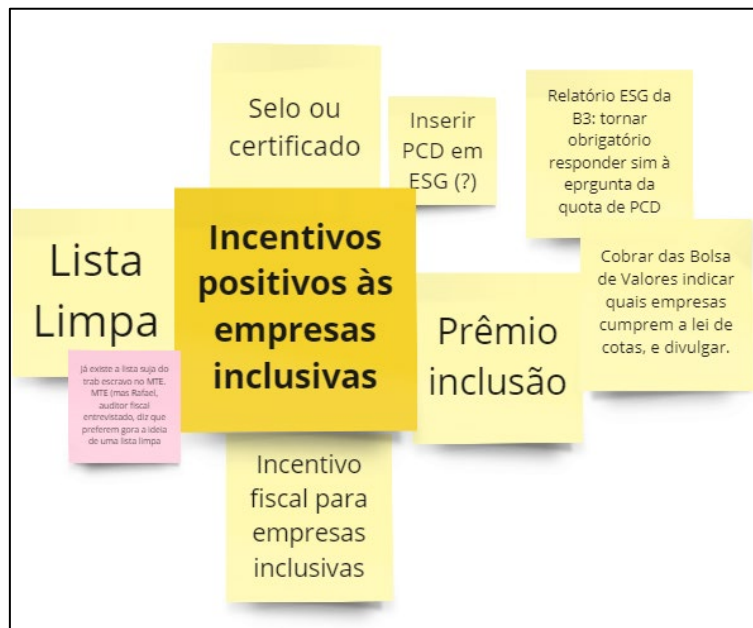 Selo ou
certificado
Inserir
PCD em
ESG (?)
Relatório ESG da
B3: tornar
obrigatório
responder sim à
eprgunta da
quota de PCD
Lista
Limpa
Incentivos
positivos às
empresas
inclusivas
Cobrar das Bolsa
de Valores indicar
quais empresas
cumprem a lei de
cotas, e divulgar.
Prêmio
inclusão
Já existe a lista suja do
trab escravo no MTE.
MTE (mas Rafael,
auditor fiscal
entrevistado, diz que
preferem gora a ideia
de uma lista limpa
Incentivo
fiscal para
empresas
inclusivas